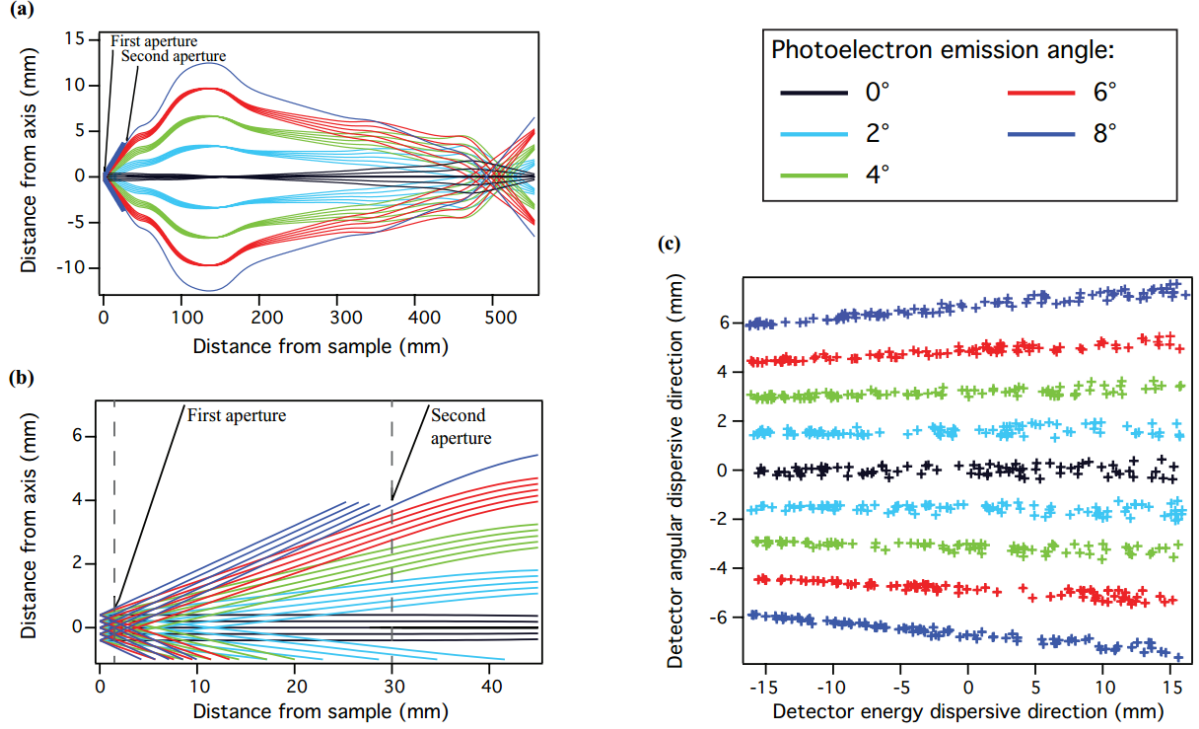 (a)
15
10
5
0
-5
-10
Distance from axis (mm)
First aperture
Second aperture
0 100 200 300 400 500
Distance from sample (mm)
Photoelectron emission angle:
0° 6°
2° 8°
4°
(b)
6
4
2
0
Distance from axis (mm)
First aperture
Second
aperture
0 10 20 30 40
Distance from sample (mm)
(c)
6
4
2
0
-2
-4
-6
Detector angular dispersive direction (mm)
-15 -10 -5 0 5 10 15
Detector energy dispersive direction (mm)